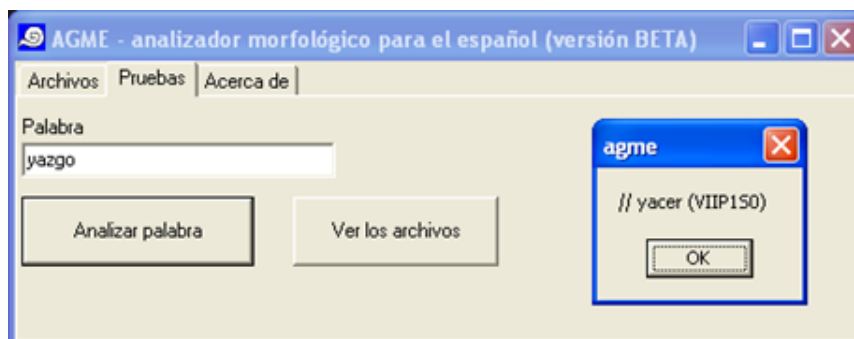 AGME - analizador morfológico para el español (versión BETA)
Archivos Pruebas Acerca de
Palabra
yazgo
Analizar palabra
Ver los archivos
agme
// yacer (VIIP1S0)
OK